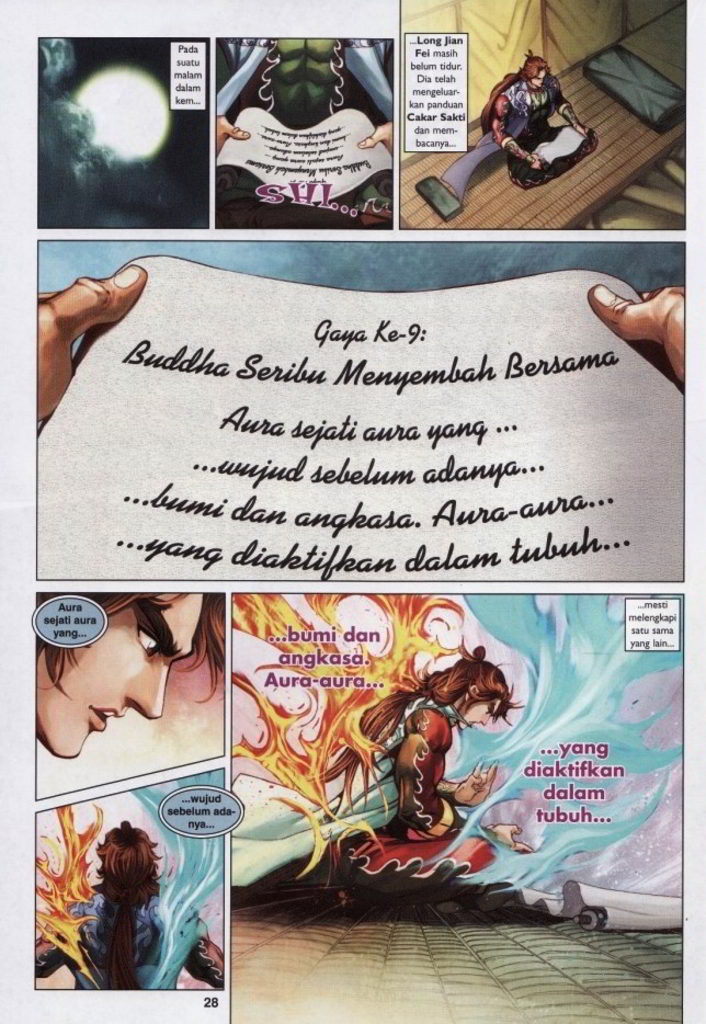 Pada
suatu
malam
dalam
kem...
IHS...
...Long Jian
Fei masih
belum tidur.
Dia telah
mengeluar-
kan panduan
Cakar Sakti
dan mem-
bacanya...
Gaya Ke-9:
Buddha Seribu Menyembah Bersama
Aura sejati aura yang ...
...wujud sebelum adanya...
...bumi dan angkasa. Aura-aura...
...yang diaktifkan dalam tubuh...
Aura
sejati aura
yang...
...wujud
sebelum ada-
nya...
...bumi dan
angkasa.
Aura-aura...
...yang
diaktifkan
dalam
tubuh...
...mesti
melengkapi
satu sama
yang lain...
28